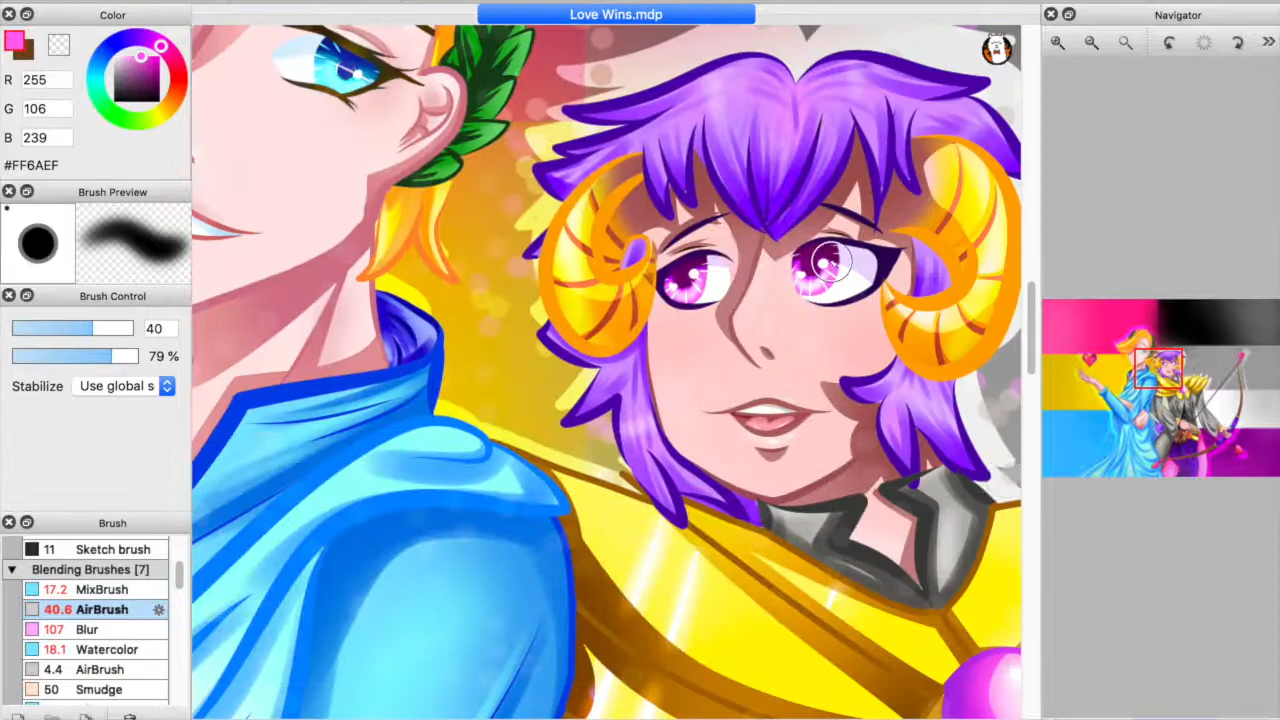 Color
Love Wins.mdp
Navigator
R 255
G 106
B 239
#FF6AEF
Brush Preview
Brush Control
40
79 %
Stabilize Use global s
Brush
11 Sketch brush
Blending Brushes [7]
17.2 MixBrush
40.6 AirBrush
107 Blur
18.1 Watercolor
4.4 AirBrush
50 Smudge